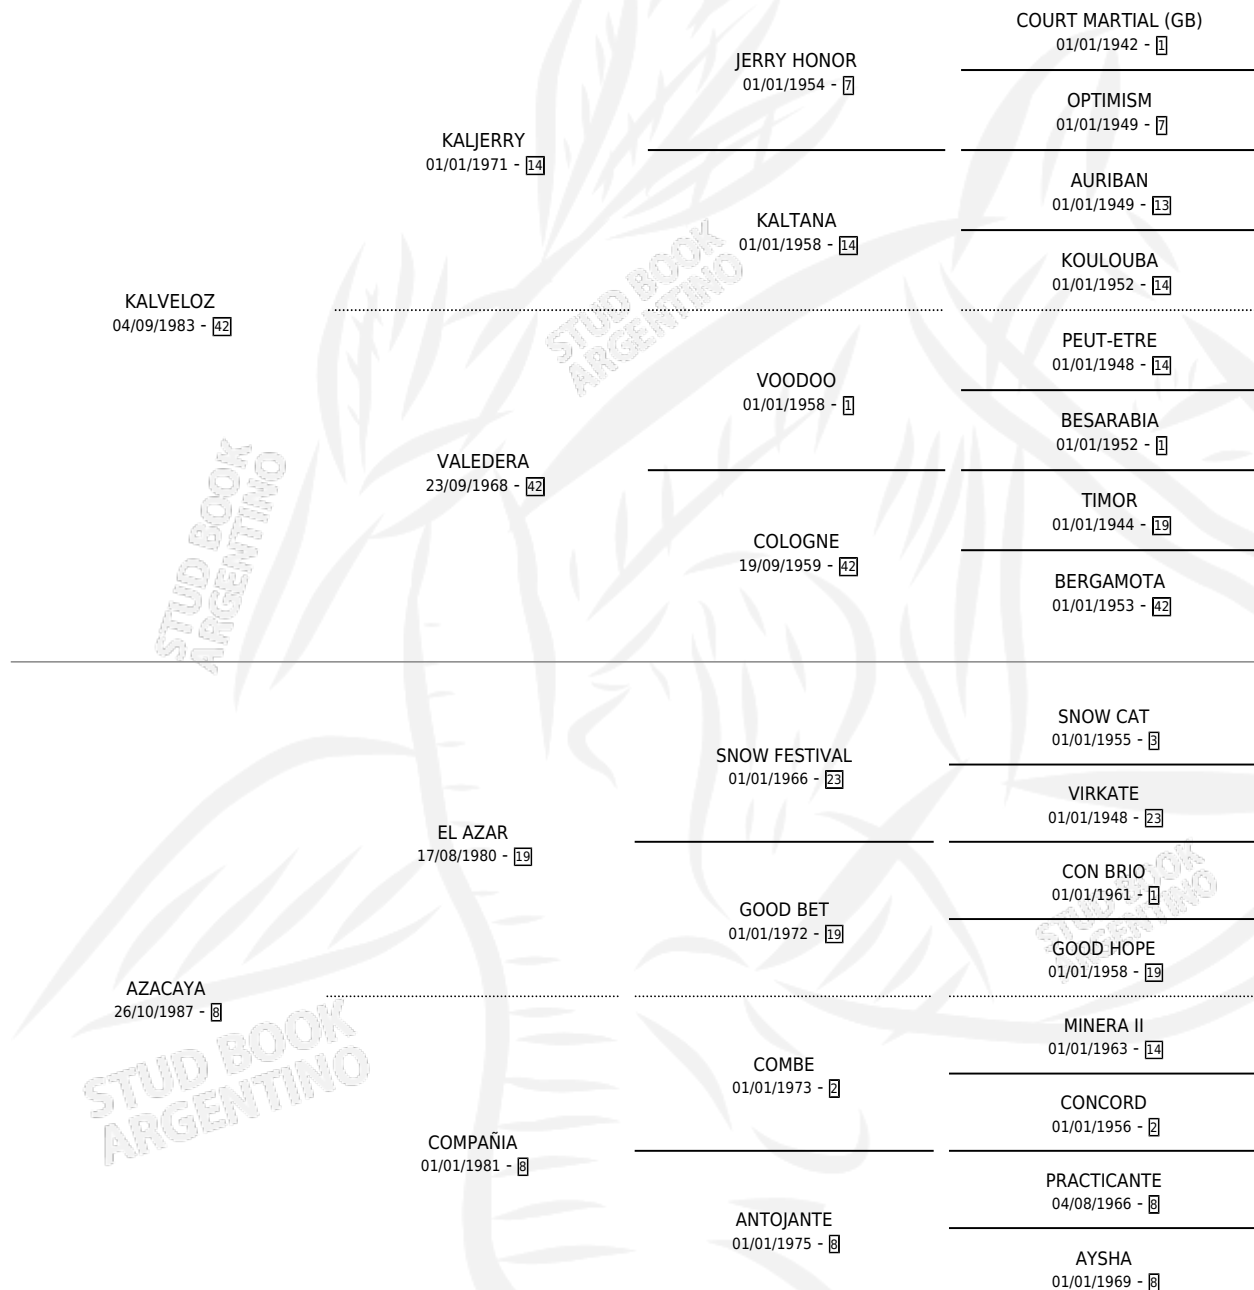 COURT MARTIAL (GB)
01/01/1942 - 1
JERRY HONOR
01/01/1954 - 7
OPTIMISM
01/01/1949 - 7
KALJERRY
01/01/1971 - 14
AURIBAN
01/01/1949 - 13
KALTANA
01/01/1958 - 14
KOULOUBA
01/01/1952 - 14
KALVELOZ
04/09/1983 - 42
PEUT-ETRE
01/01/1948 - 14
VOODOO
01/01/1958 - 1
BESARABIA
01/01/1952 - 1
VALEDERA
23/09/1968 - 42
TIMOR
01/01/1944 - 19
COLOGNE
19/09/1959 - 42
BERGAMOTA
01/01/1953 - 42
SNOW CAT
01/01/1955 - 3
SNOW FESTIVAL
01/01/1966 - 23
VIRKATE
01/01/1948 - 23
EL AZAR
17/08/1980 - 19
CON BRIO
01/01/1961 - 1
GOOD BET
01/01/1972 - 19
GOOD HOPE
01/01/1958 - 19
AZACAYA
26/10/1987 - 8
MINERA II
01/01/1963 - 14
COMBE
01/01/1973 - 2
CONCORD
01/01/1956 - 2
COMPAÑIA
01/01/1981 - 8
PRACTICANTE
04/08/1966 - 8
ANTOJANTE
01/01/1975 - 8
AYSHA
01/01/1969 - 8
STUD BOOK
ARGENTINO
STUD BOOK
ARGENTINO
STUD BOOK
ARGENTINO
STUD BOOK
ARGENTINO